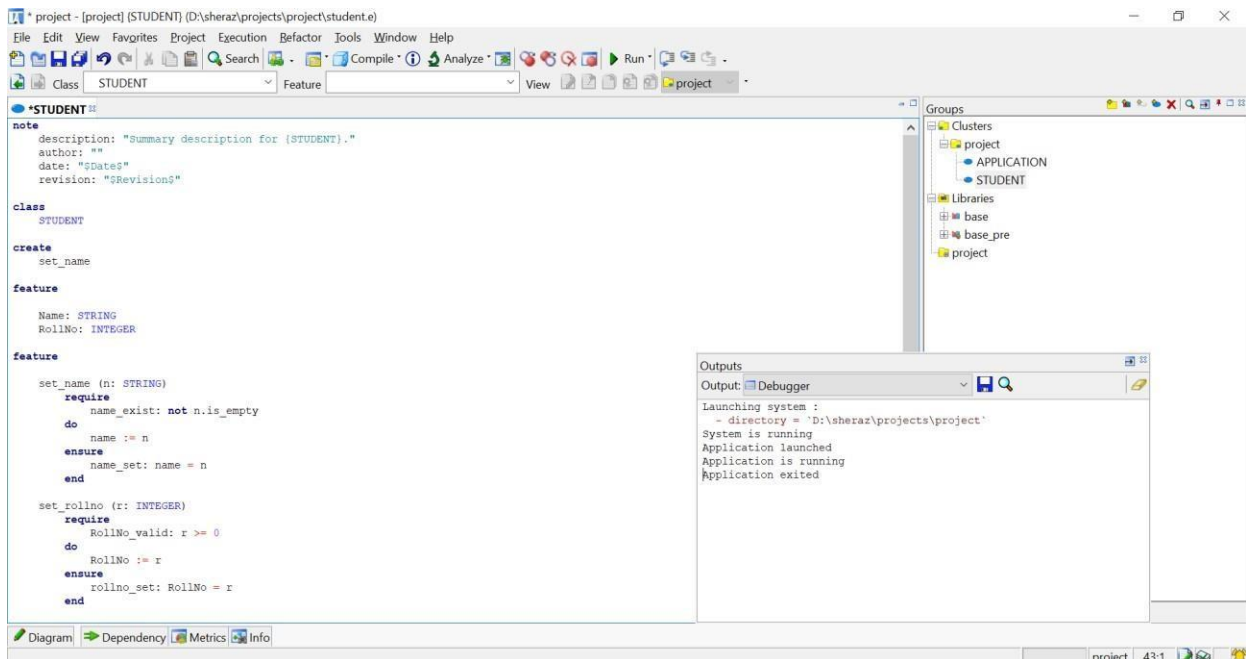 * project - [project] {STUDENT} (D:\sheraz\projects\project\student.e)
File Edit View Favorites Project Execution Refactor Tools Window Help
Search Compile Analyze Run
Class STUDENT Feature View project
*STUDENT
note
description: "Summary description for {STUDENT}."
author: ""
date: "$Date$"
revision: "$Revision$"
class
STUDENT
create
set_name
feature
Name: STRING
RollNo: INTEGER
feature
set_name (n: STRING)
require
name_exist: not n.is_empty
do
name := n
ensure
name_set: name = n
end
set_rollno (r: INTEGER)
require
RollNo_valid: r >= 0
do
RollNo := r
ensure
rollno_set: RollNo = r
end
Groups
Clusters
project
APPLICATION
STUDENT
Libraries
base
base_pre
project
Outputs
Output: Debugger
Launching system :
- directory = `D:\sheraz\projects\project`
System is running
Application launched
Application is running
Application exited
Diagram Dependency Metrics Info
project 43:1